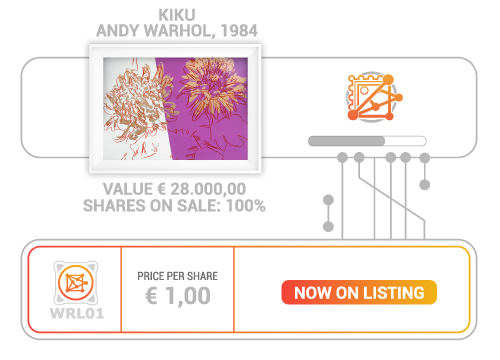 KIKU
ANDY WARHOL, 1984
VALUE € 28.000,00
SHARES ON SALE: 100%
WRL01
PRICE PER SHARE
€ 1,00
NOW ON LISTING